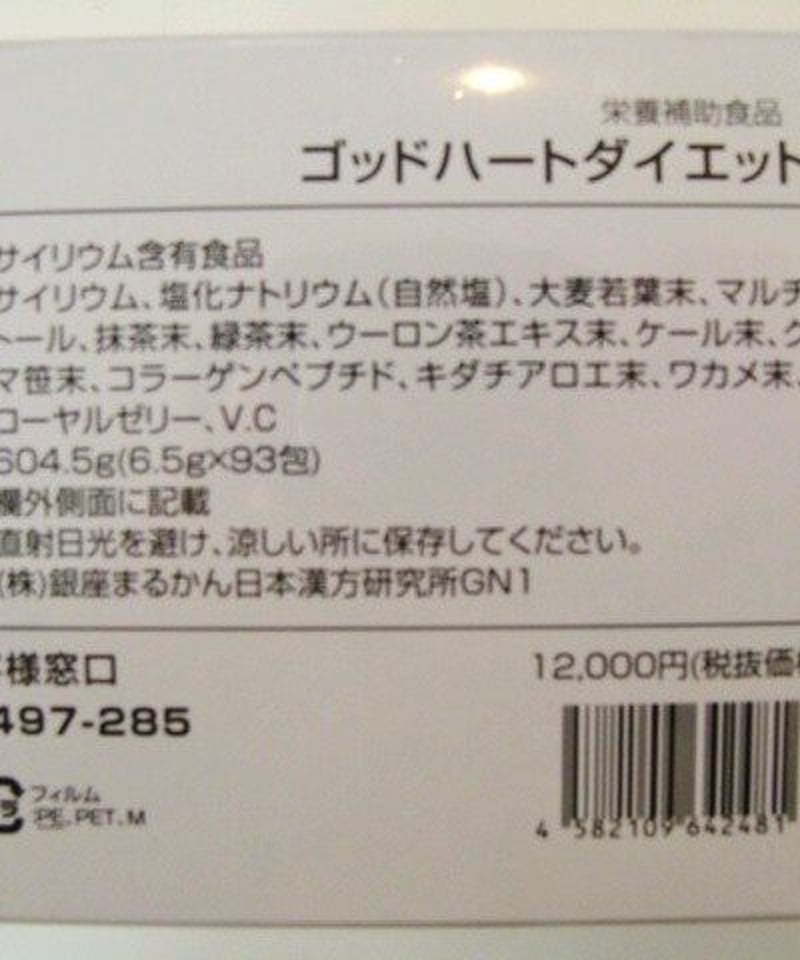 栄養補助食品
ゴッドハートダイエット
サイリウム含有食品
サイリウム、塩化ナトリウム(自然塩)、大麦若葉末、マルチ
トール、抹茶末、緑茶末、ウーロン茶エキス末、ケール末、ク
マ笹末、コラーゲンペプチド、キダチアロエ末、ワカメ末、
ローヤルゼリー、V.C
604.5g(6.5g×93包)
欄外側面に記載
直射日光を避け、涼しい所に保存してください。
(株)銀座まるかん日本漢方研究所GN1
様窓口
497-285
12,000円(税抜価格
フィルム
:PE、PET、M
4 582109 642481